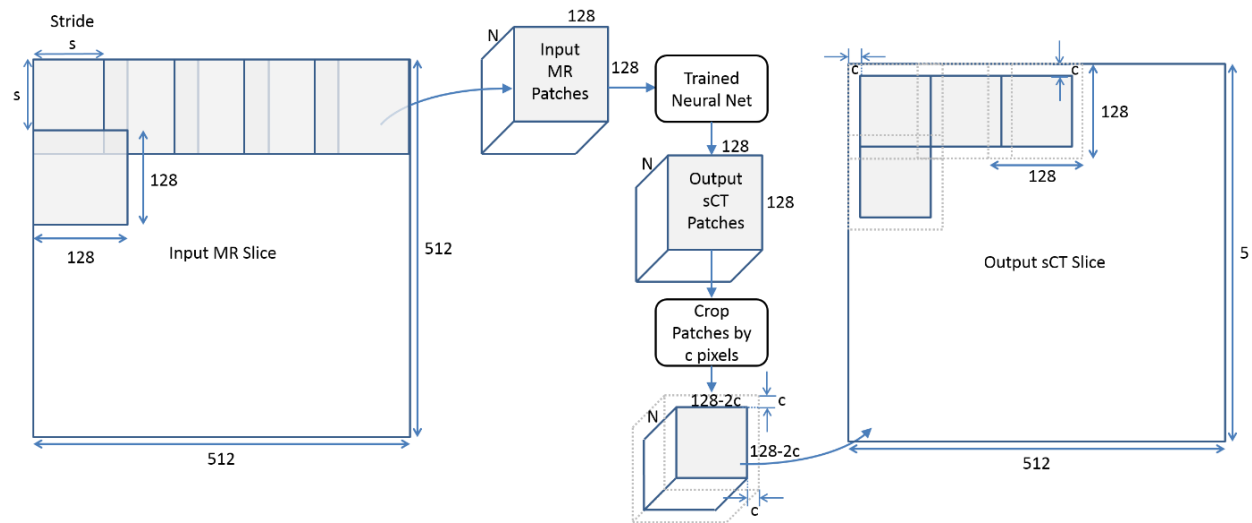 Stride
s
s
128
128
Input MR Slice
512
512
N
128
Input
MR
Patches
128
Trained
Neural Net
N
128
Output
sCT
Patches
128
Crop
Patches by
c pixels
N
128-2c
c
128-2c
c
c
c
128
128
Output sCT Slice
5
512